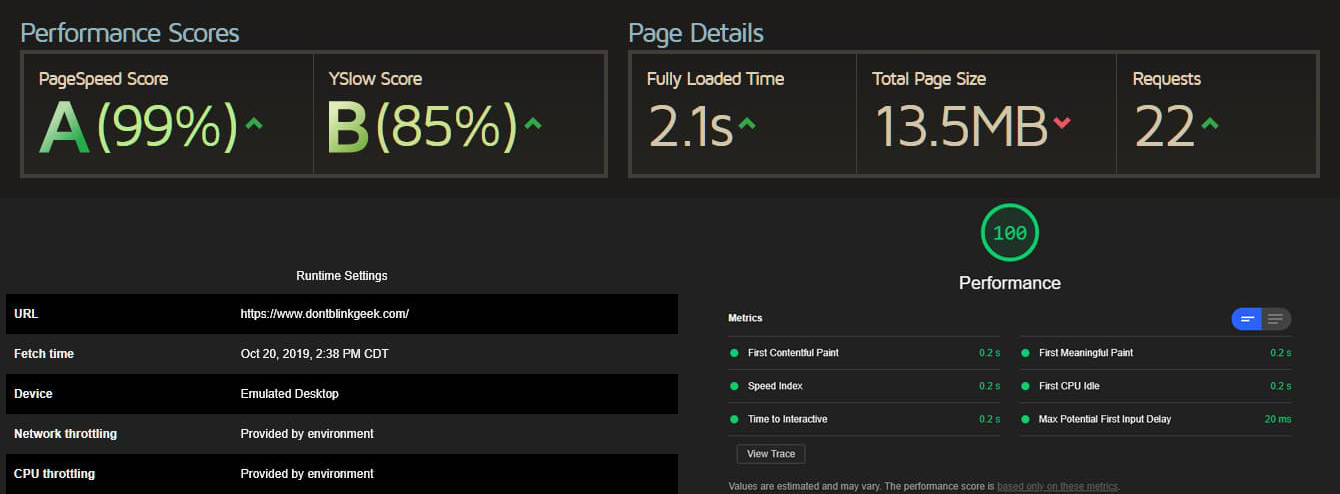 Performance Scores
Page Details
PageSpeed Score
YSlow Score
A (99%)
B (85%)
Fully Loaded Time
Total Page Size
Requests
2.1s
13.5MB
22
Runtime Settings
URL https://www.dontblinkgeek.com/
Fetch time Oct 20, 2019, 2:38 PM CDT
Device Emulated Desktop
Network throttling Provided by environment
CPU throttling Provided by environment
100
Performance
Metrics
First Contentful Paint 0.2 s
First Meaningful Paint 0.2 s
Speed Index 0.2 s
First CPU Idle 0.2 s
Time to Interactive 0.2 s
Max Potential First Input Delay 20 ms
View Trace
Values are estimated and may vary. The performance score is based only on these metrics.